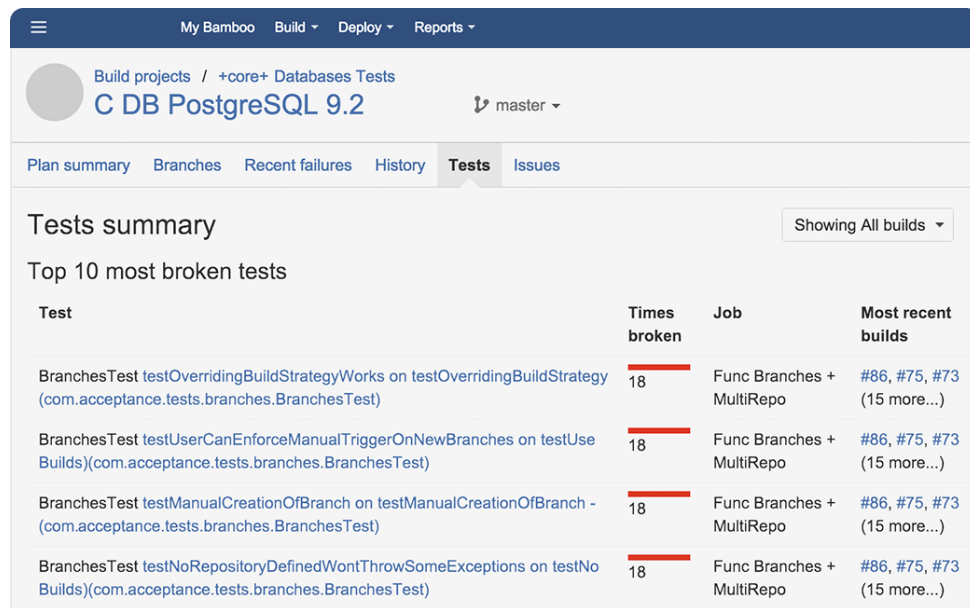 My Bamboo Build Deploy Reports
Build projects / +core+ Databases Tests
C DB PostgreSQL 9.2
master
Plan summary Branches Recent failures History Tests Issues
Tests summary
Showing All builds
Top 10 most broken tests
Test Times broken Job Most recent builds
BranchesTest testOverridingBuildStrategyWorks on testOverridingBuildStrategy
(com.acceptance.tests.branches.BranchesTest)
18
Func Branches +
MultiRepo
#86, #75, #73
(15 more...)
BranchesTest testUserCanEnforceManualTriggerOnNewBranches on testUse
Builds)(com.acceptance.tests.branches.BranchesTest)
18
Func Branches +
MultiRepo
#86, #75, #73
(15 more...)
BranchesTest testManualCreationOfBranch on testManualCreationOfBranch -
(com.acceptance.tests.branches.BranchesTest)
18
Func Branches +
MultiRepo
#86, #75, #73
(15 more...)
BranchesTest testNoRepositoryDefinedWontThrowSomeExceptions on testNo
Builds)(com.acceptance.tests.branches.BranchesTest)
18
Func Branches +
MultiRepo
#86, #75, #73
(15 more...)